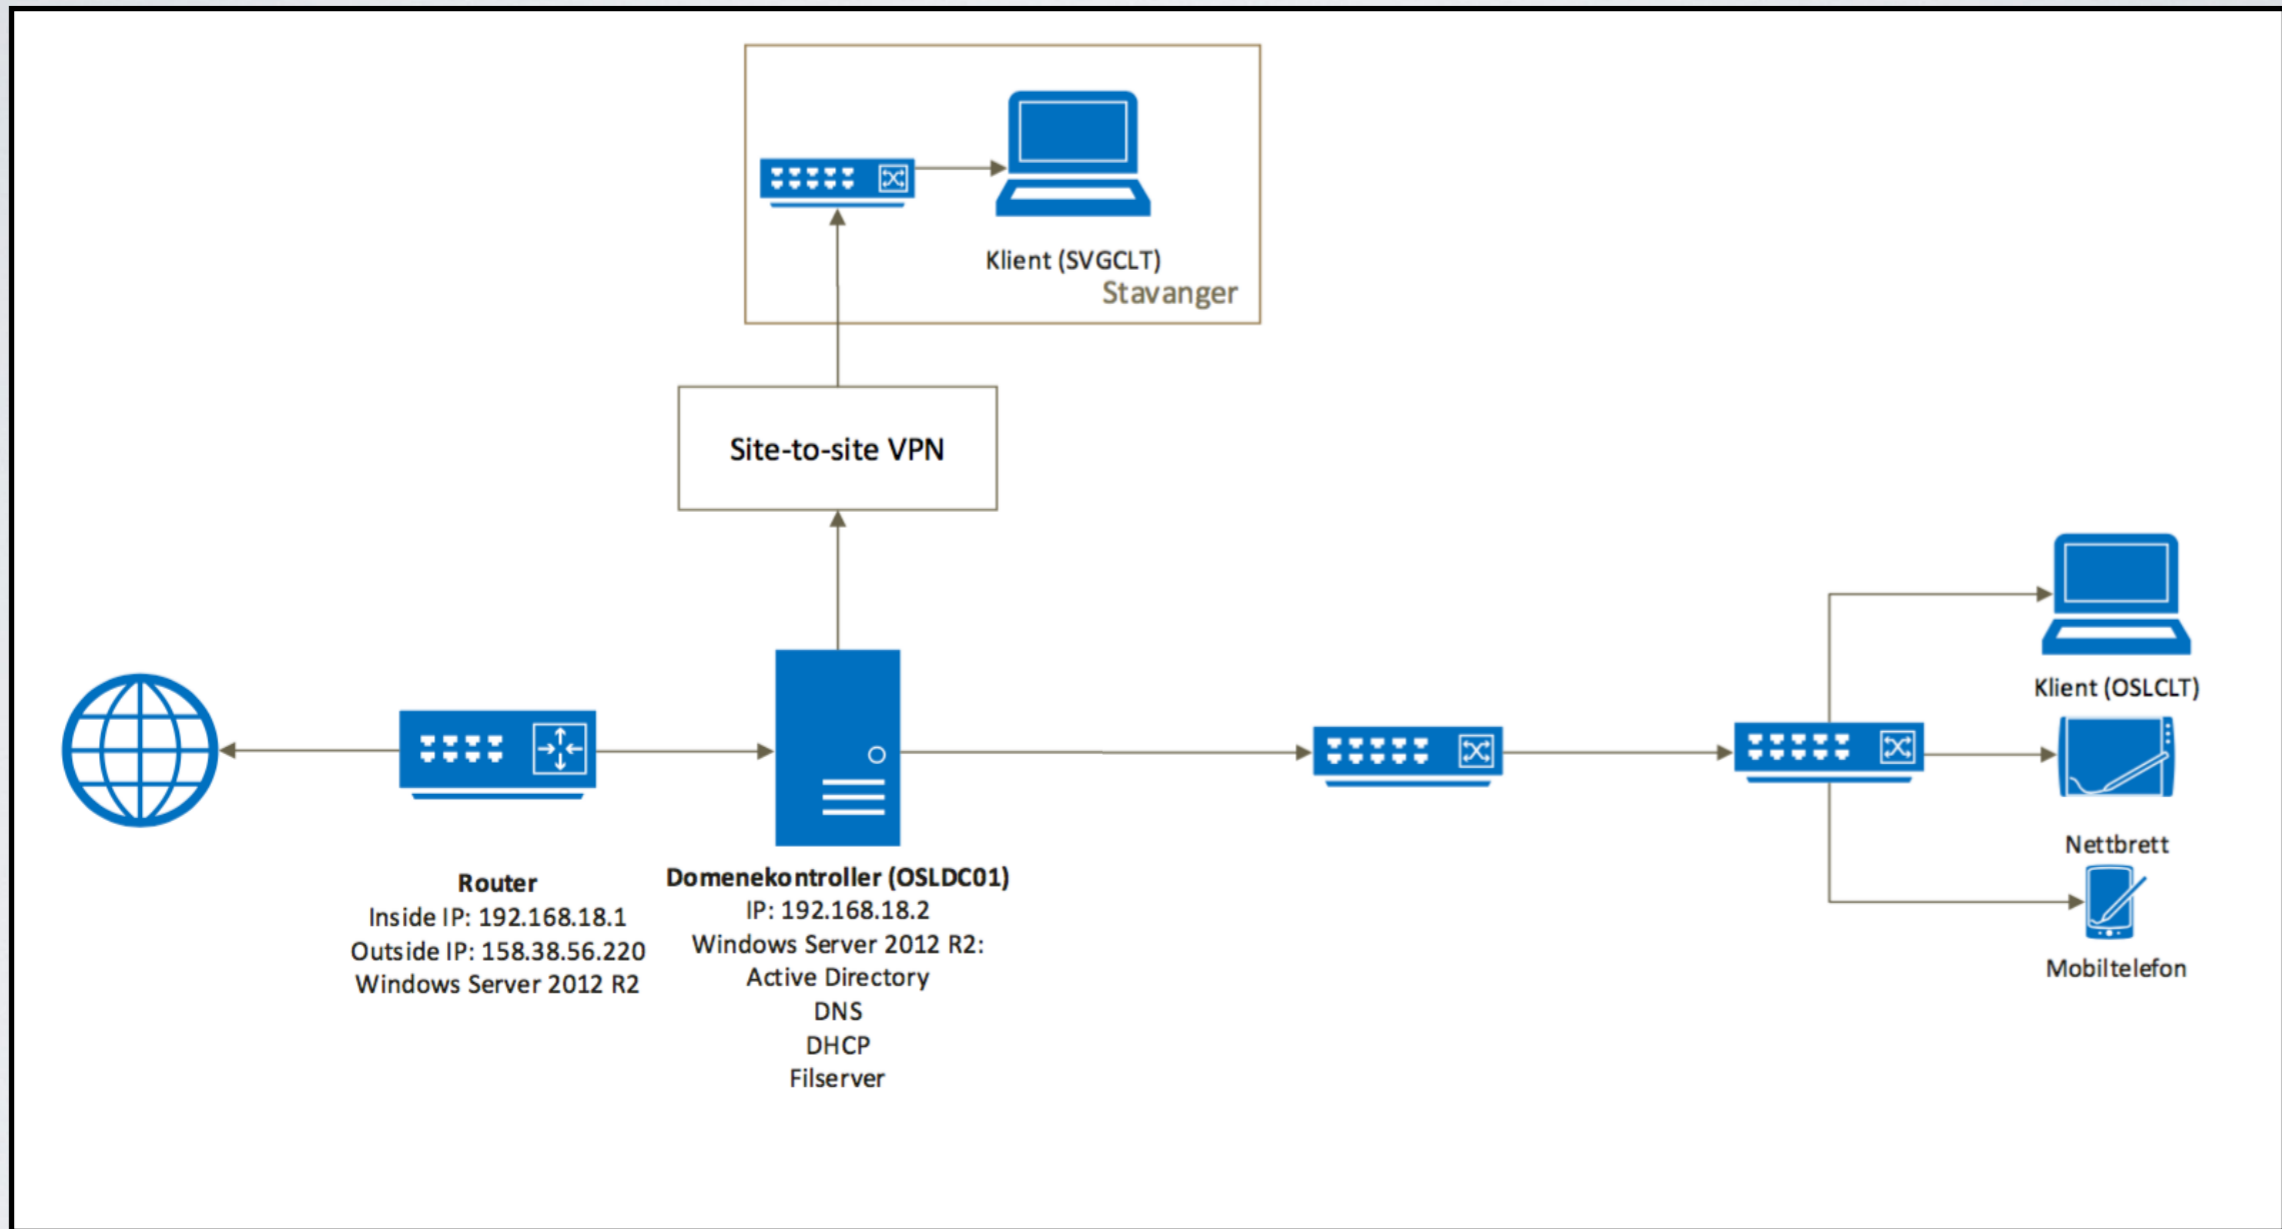 Klient (SVGCLT)
Stavanger
Site-to-site VPN
Router
Inside IP: 192.168.18.1
Outside IP: 158.38.56.220
Windows Server 2012 R2
Domenekontroller (OSLDC01)
IP: 192.168.18.2
Windows Server 2012 R2:
Active Directory
DNS
DHCP
Filserver
Klient (OSLCLT)
Nettbrett
Mobiltelefon